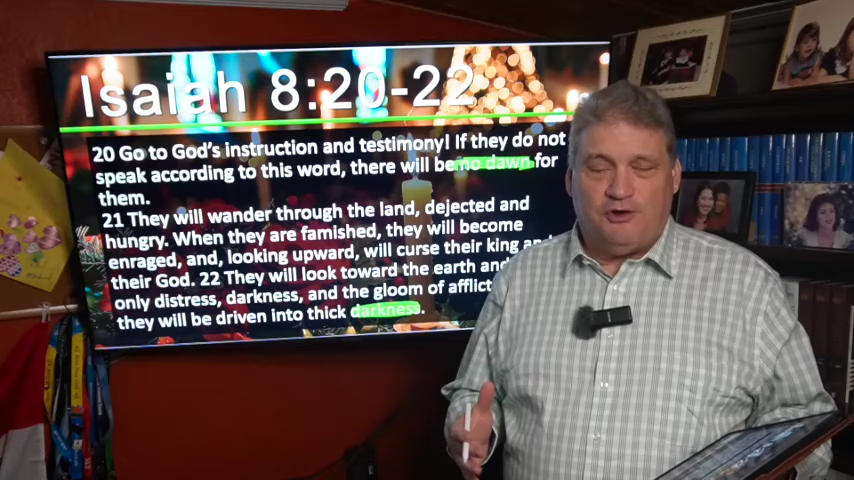 Isaiah 8:20-22
20 Go to God's instruction and testimony! If they do not
speak according to this word, there will be no dawn for
them.
21 They will wander through the land, dejected and
hungry. When they are famished, they will become
enraged, and, looking upward, will curse their king and
their God. 22 They will look toward the earth and
only distress, darkness, and the gloom of afflict
they will be driven into thick darkness.